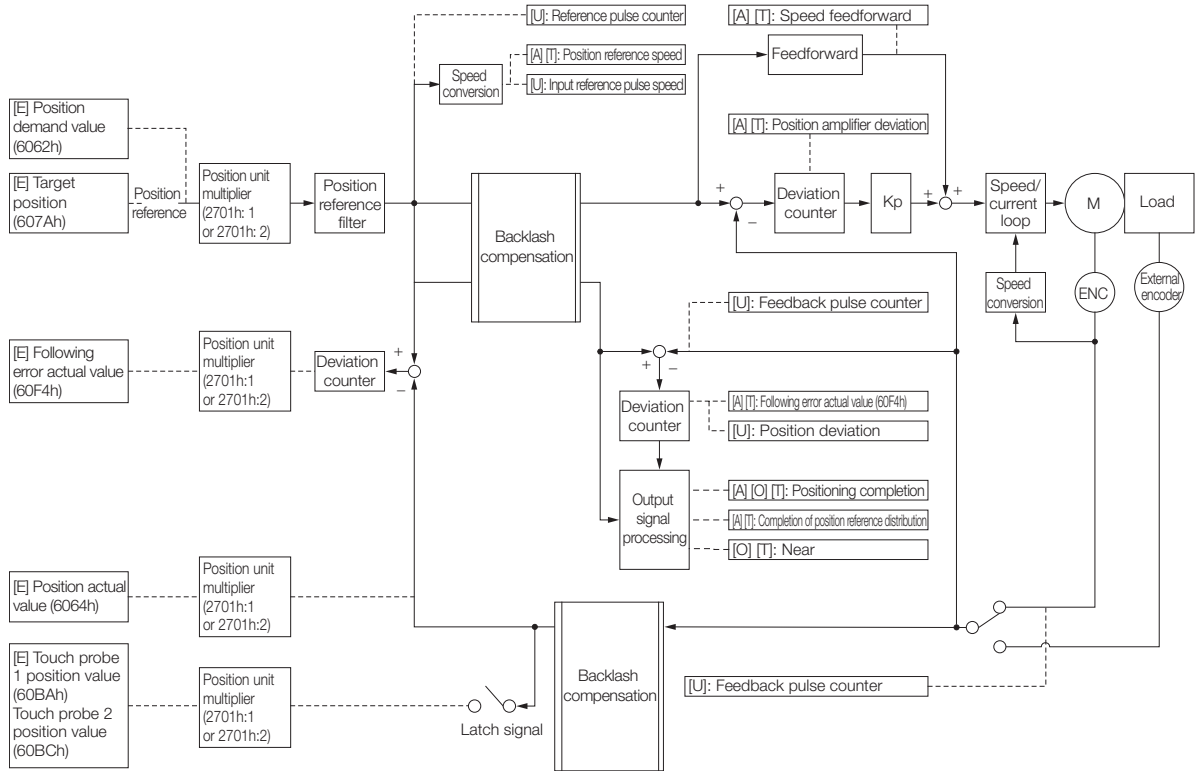 [U]: Reference pulse counter
[A] [T]: Speed feedforward
[A] [T]: Position reference speed
Feedforward
Speed
conversion
[U]: Input reference pulse speed
[E] Position
demand value
(6062h)
[A] [T]: Position amplifier deviation
[E] Target
position
(607Ah)
Position
reference
Position unit
multiplier
(2701h: 1
or 2701h: 2)
Position
reference
filter
Backlash
compensation
+
−
Deviation
counter
Kp
+
+
Speed/
current
loop
M
Load
Speed
conversion
ENC
External
encoder
[U]: Feedback pulse counter
[E] Following
error actual
value (60F4h)
Position unit
multiplier
(2701h:1
or 2701h:2)
Deviation
counter
+
−
+
−
Deviation
counter
[A] [T]: Following error actual value (60F4h)
[U]: Position deviation
Output
signal
processing
[A] [O] [T]: Positioning completion
[A] [T]: Completion of position reference distribution
[O] [T]: Near
[E] Position actual
value (6064h)
Position unit
multiplier
(2701h:1
or 2701h:2)
[E] Touch probe
1 position value
(60BAh)
Touch probe 2
position value
(60BCh)
Position unit
multiplier
(2701h:1
or 2701h:2)
Latch signal
Backlash
compensation
[U]: Feedback pulse counter